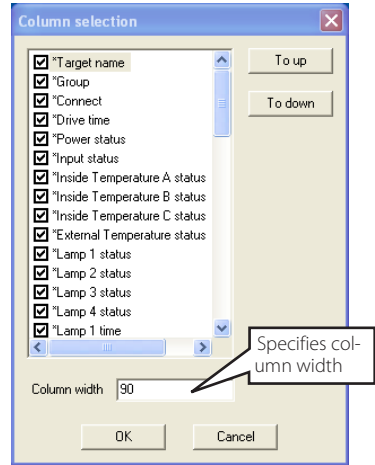 Column selection
*Target name
To up
*Group
*Connect
To down
*Drive time
*Power status
*Input status
*Inside Temperature A status
*Inside Temperature B status
*Inside Temperature C status
*External Temperature status
*Lamp 1 status
*Lamp 2 status
*Lamp 3 status
*Lamp 4 status
*Lamp 1 time
Specifies col-
umn width
Column width 90
OK Cancel